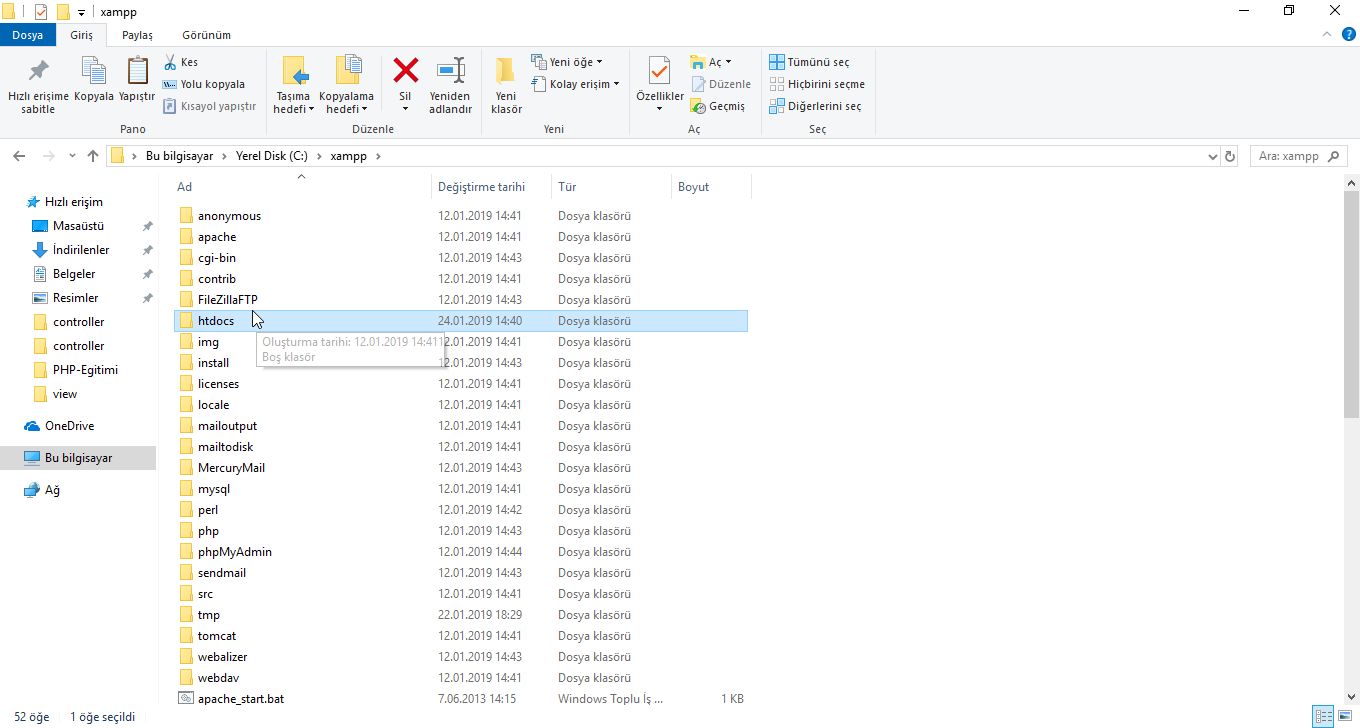 xampp
Dosya Giriş Paylaş Görünüm
Hızlı erişime sabitle
Kopyala
Yapıştır
Kes
Yolu kopyala
Kısayol yapıştır
Pano
Taşıma hedefi
Kopyalama hedefi
Sil
Yeniden adlandır
Düzenle
Yeni klasör
Yeni öğe
Kolay erişim
Yeni
Özellikler
Aç
Düzenle
Geçmiş
Aç
Tümünü seç
Hiçbirini seçme
Diğerlerini seç
Seç
Bu bilgisayar Yerel Disk (C:) xampp
Ara: xampp
Hızlı erişim
Masaüstü
İndirilenler
Belgeler
Resimler
controller
controller
PHP-Egitimi
view
OneDrive
Bu bilgisayar
Ağ
Ad Değiştirme tarihi Tür Boyut
anonymous 12.01.2019 14:41 Dosya klasörü
apache 12.01.2019 14:41 Dosya klasörü
cgi-bin 12.01.2019 14:43 Dosya klasörü
contrib 12.01.2019 14:41 Dosya klasörü
FileZillaFTP 12.01.2019 14:43 Dosya klasörü
htdocs 24.01.2019 14:40 Dosya klasörü
img 2.01.2019 14:41 Dosya klasörü
Oluşturma tarihi: 12.01.2019 14:41
Boş klasör
install 2.01.2019 14:43 Dosya klasörü
licenses 12.01.2019 14:41 Dosya klasörü
locale 12.01.2019 14:41 Dosya klasörü
mailoutput 12.01.2019 14:41 Dosya klasörü
mailtodisk 12.01.2019 14:41 Dosya klasörü
MercuryMail 12.01.2019 14:43 Dosya klasörü
mysql 12.01.2019 14:41 Dosya klasörü
perl 12.01.2019 14:42 Dosya klasörü
php 12.01.2019 14:43 Dosya klasörü
phpMyAdmin 12.01.2019 14:44 Dosya klasörü
sendmail 12.01.2019 14:43 Dosya klasörü
src 12.01.2019 14:41 Dosya klasörü
tmp 22.01.2019 18:29 Dosya klasörü
tomcat 12.01.2019 14:41 Dosya klasörü
webalizer 12.01.2019 14:43 Dosya klasörü
webdav 12.01.2019 14:41 Dosya klasörü
apache_start.bat 7.06.2013 14:15 Windows Toplu İş ... 1 KB
52 öğe 1 öğe seçildi